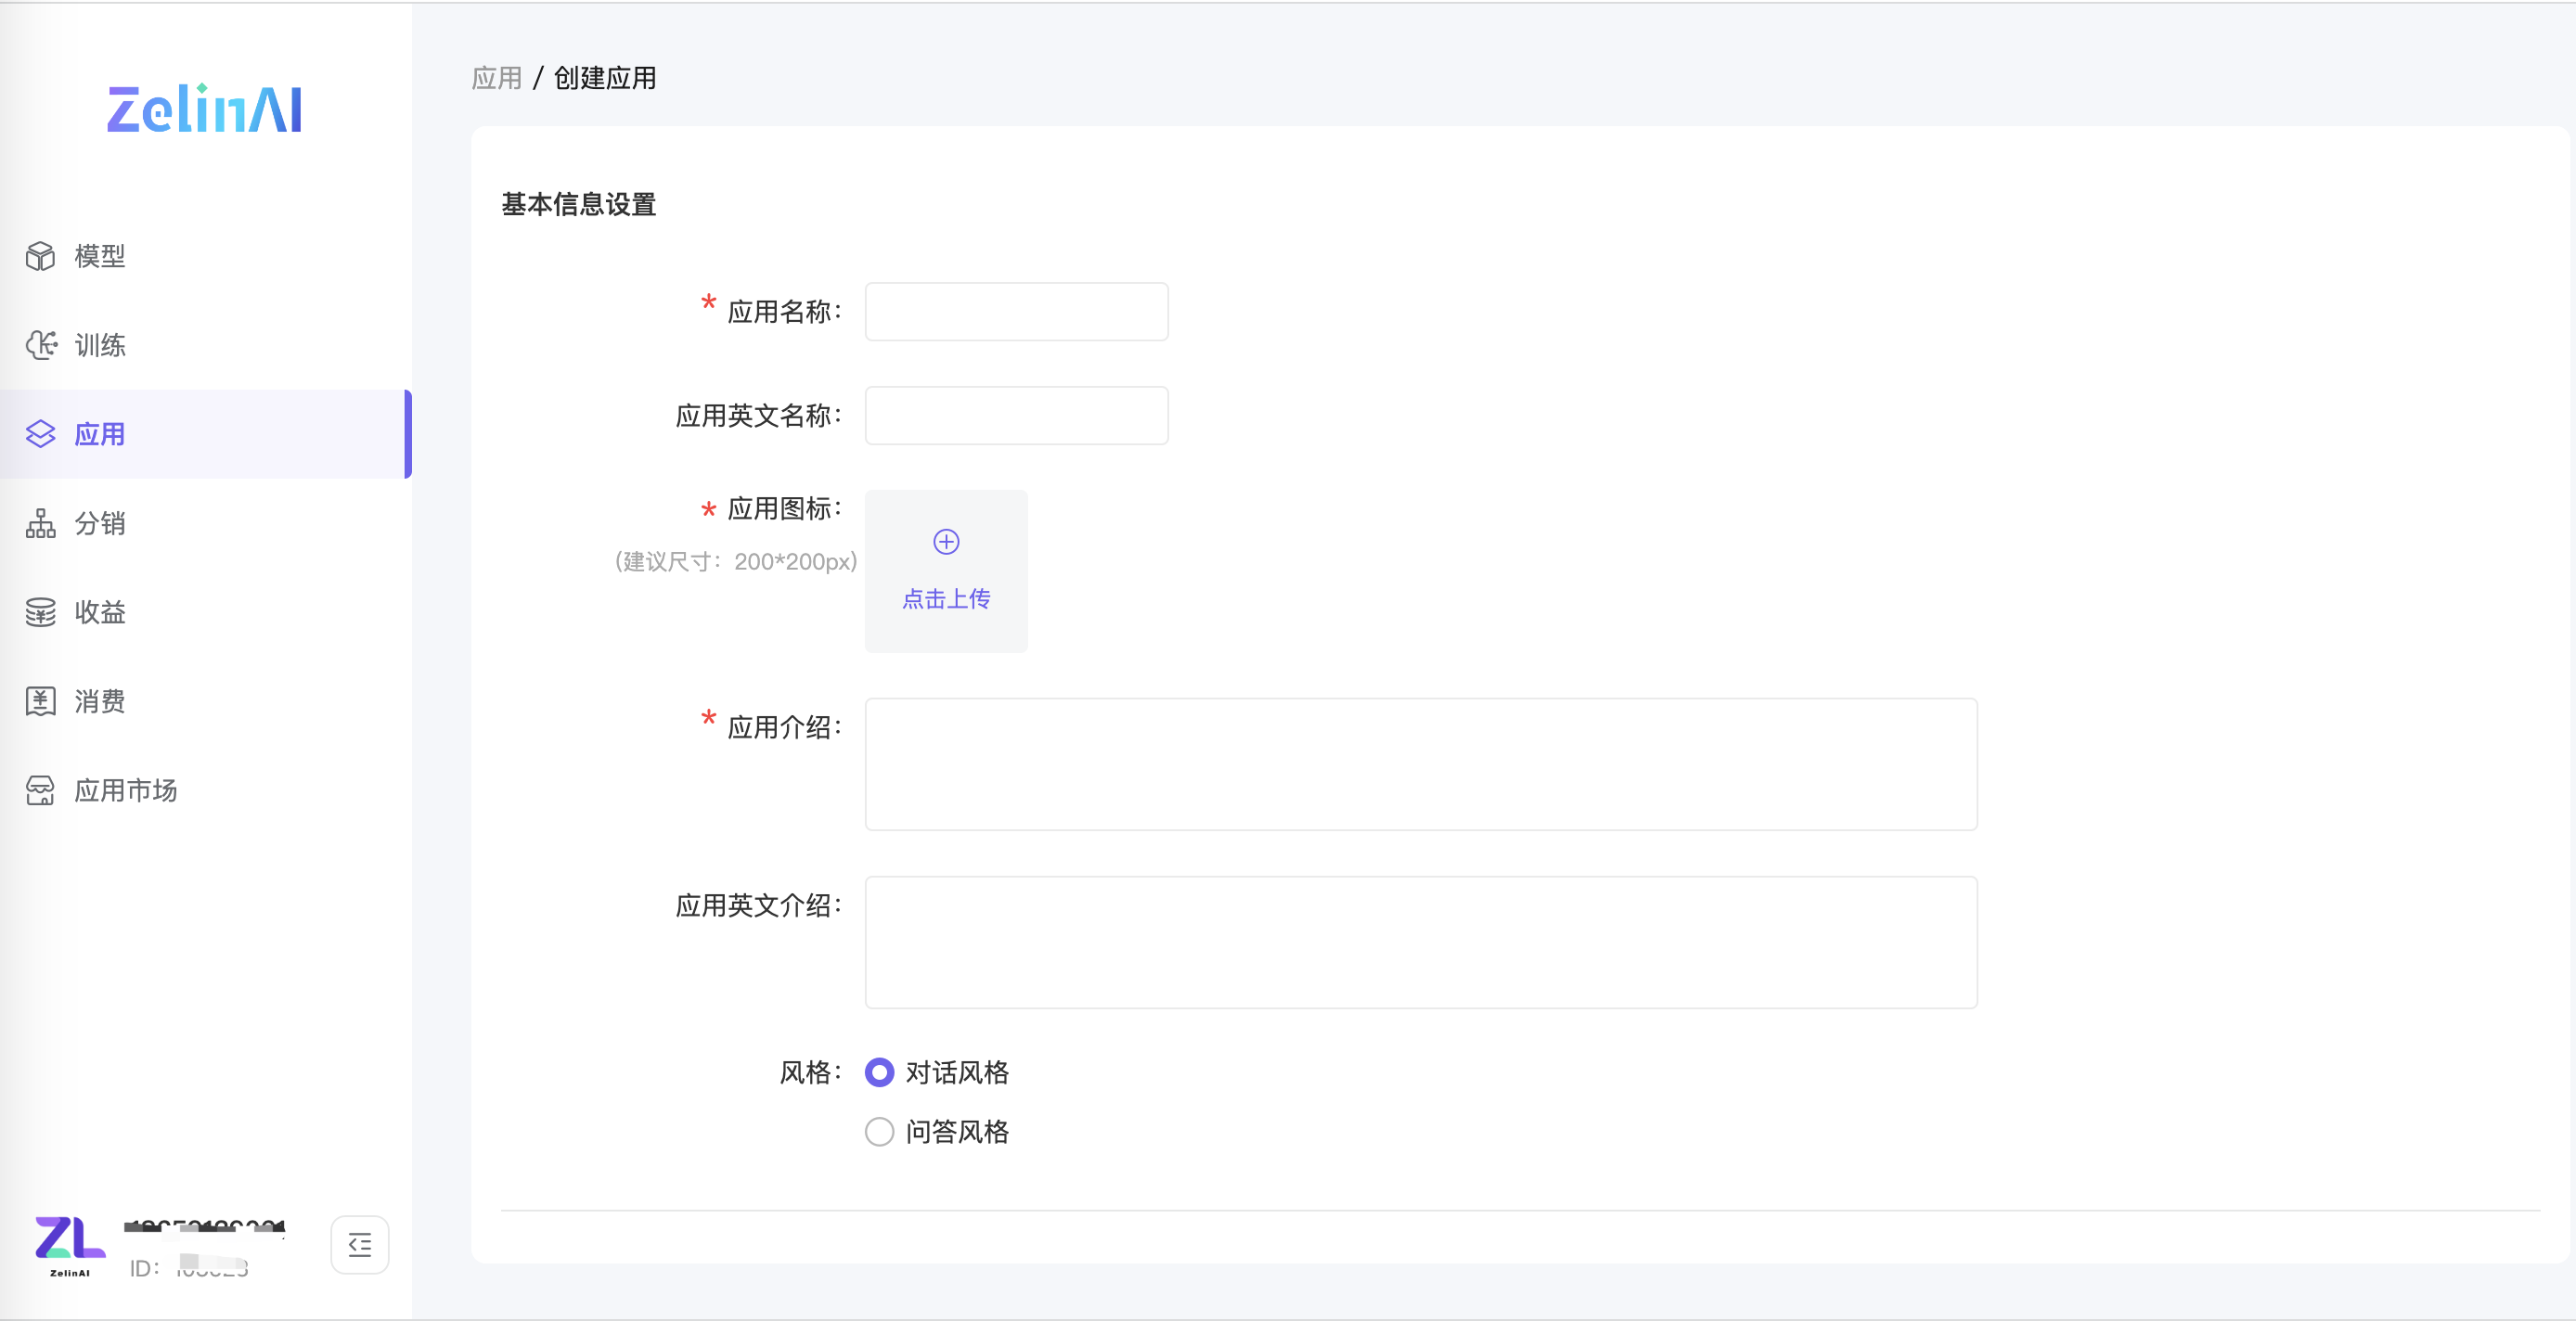 ZelinAI
模型
训练
应用
分销
收益
消费
应用市场
ZelinAI
ID：
应用 / 创建应用
基本信息设置
* 应用名称：
应用英文名称：
* 应用图标：
(建议尺寸：200*200px)
点击上传
* 应用介绍：
应用英文介绍：
风格：
对话风格
问答风格